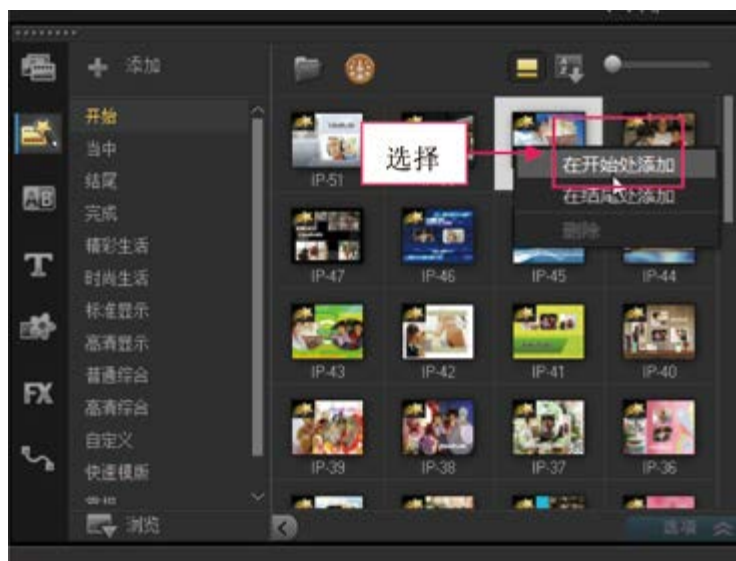 添加
开始
当中
结尾
完成
精彩生活
时尚生活
标准显示
高清显示
普通综合
高清综合
自定义
快速模版
浏览
AB
T
FX
IP-51
选择
在开始处添加
在结尾处添加
删除
IP-47
IP-46
IP-45
IP-44
IP-43
IP-42
IP-41
IP-40
IP-39
IP-38
IP-37
IP-36
选项